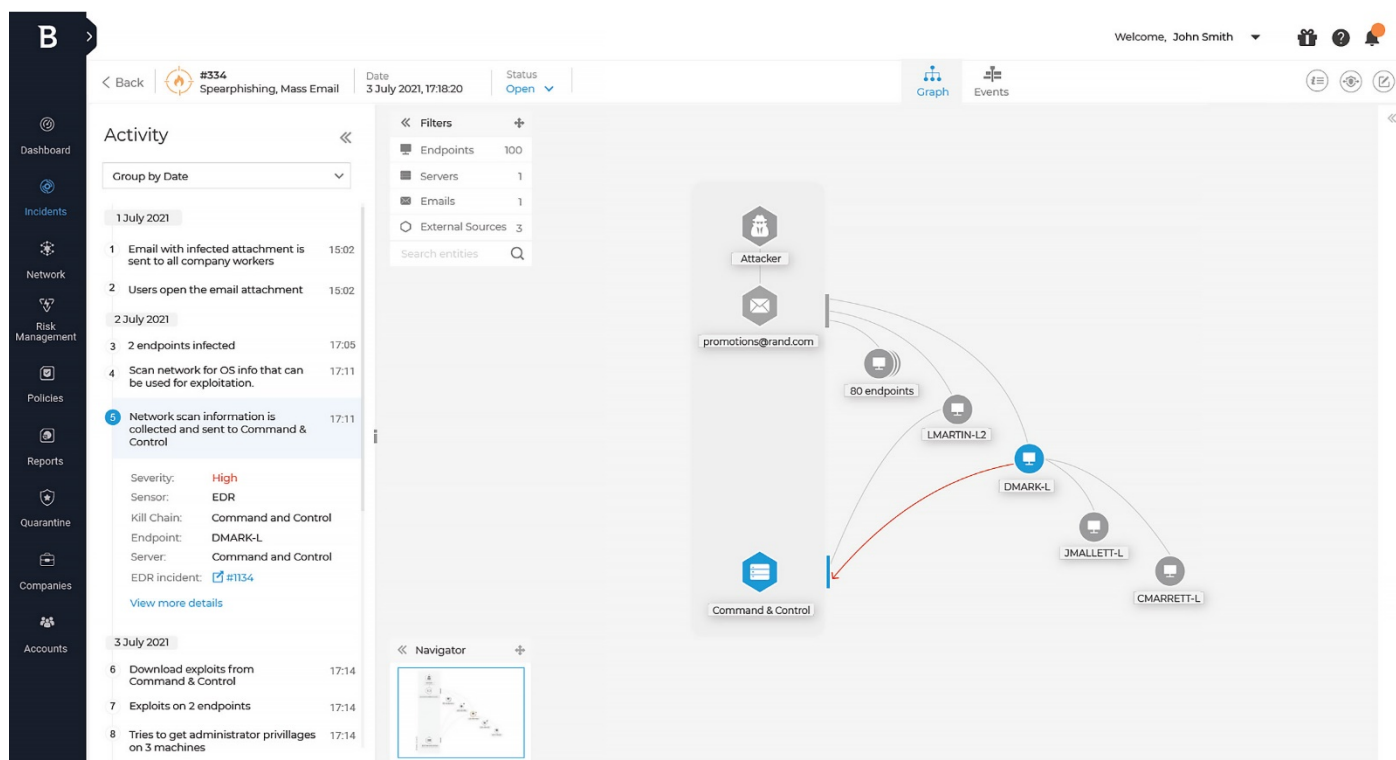 B
Welcome, John Smith
Back
#334
Spearphishing, Mass Email
Date
3 July 2021, 17:18:20
Status
Open
Graph
Events
Dashboard
Incidents
Network
Risk
Management
Policies
Reports
Quarantine
Companies
Accounts
Activity
Group by Date
1 July 2021
1 Email with infected attachment is 15:02
sent to all company workers
2 Users open the email attachment 15:02
2 July 2021
3 2 endpoints infected 17:05
4 Scan network for OS info that can 17:11
be used for exploitation.
5 Network scan information is 17:11
collected and sent to Command &
Control
Severity: High
Sensor: EDR
Kill Chain: Command and Control
Endpoint: DMARK-L
Server: Command and Control
EDR incident: #1134
View more details
3 July 2021
6 Download exploits from 17:14
Command & Control
7 Exploits on 2 endpoints 17:14
8 Tries to get administrator privillages 17:14
on 3 machines
Filters
Endpoints 100
Servers 1
Emails 1
External Sources 3
Search entities
Navigator
Attacker
promotions@rand.com
80 endpoints
LMARTIN-L2
DMARK-L
JMALLETT-L
CMARRETT-L
Command & Control